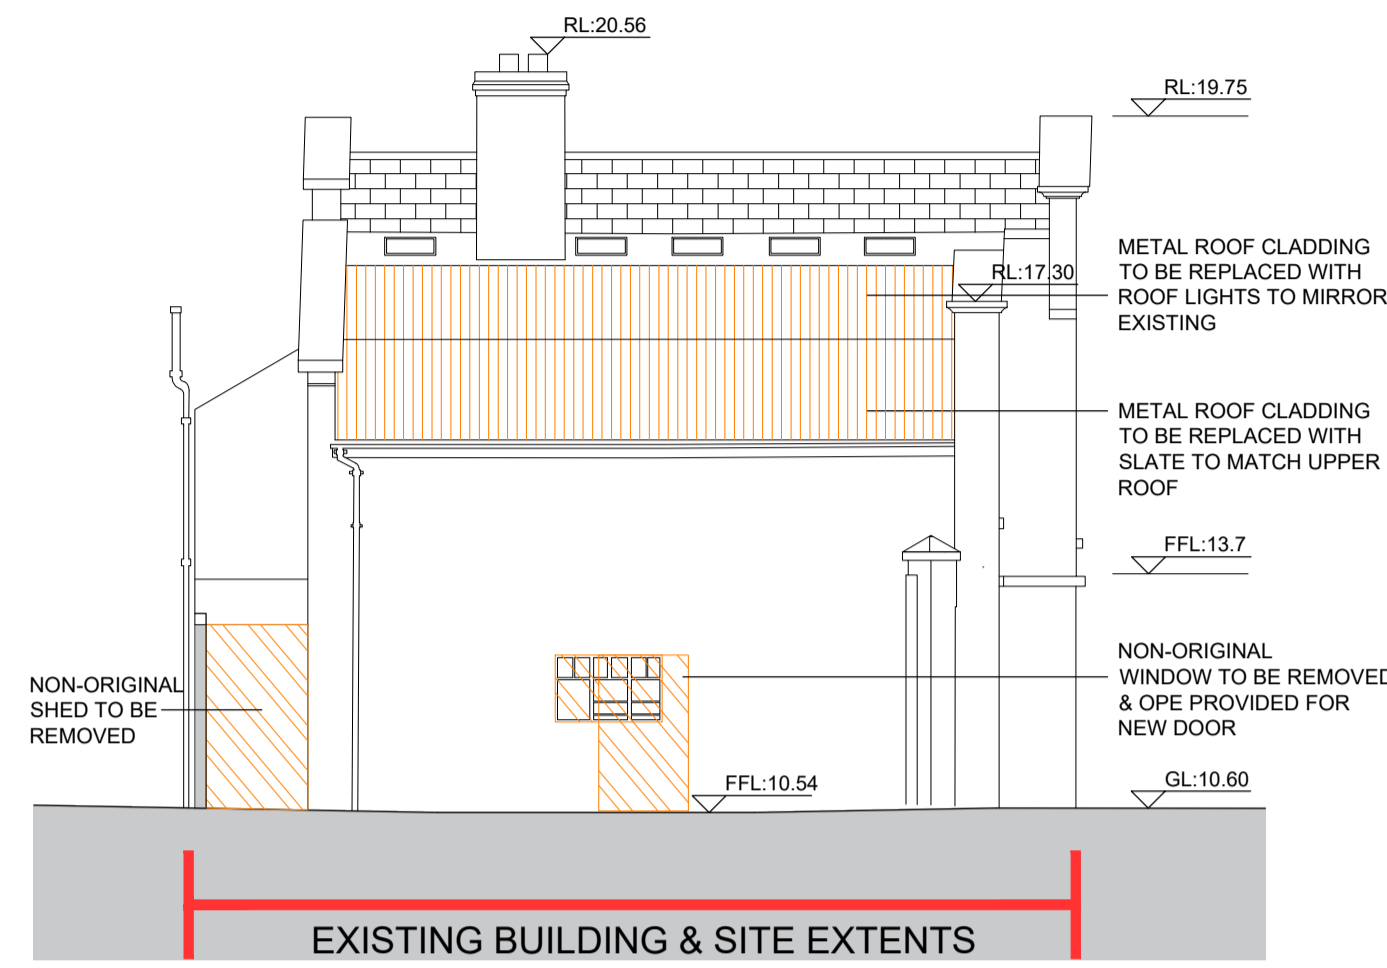 RL:20.56
RL:19.75
METAL ROOF CLADDING
TO BE REPLACED WITH
ROOF LIGHTS TO MIRROR
EXISTING
RL:17.30
METAL ROOF CLADDING
TO BE REPLACED WITH
SLATE TO MATCH UPPER
ROOF
FFL:13.7
NON-ORIGINAL
WINDOW TO BE REMOVED
& OPE PROVIDED FOR
NEW DOOR
NON-ORIGINAL
SHED TO BE
REMOVED
FFL:10.54
GL:10.60
EXISTING BUILDING & SITE EXTENTS